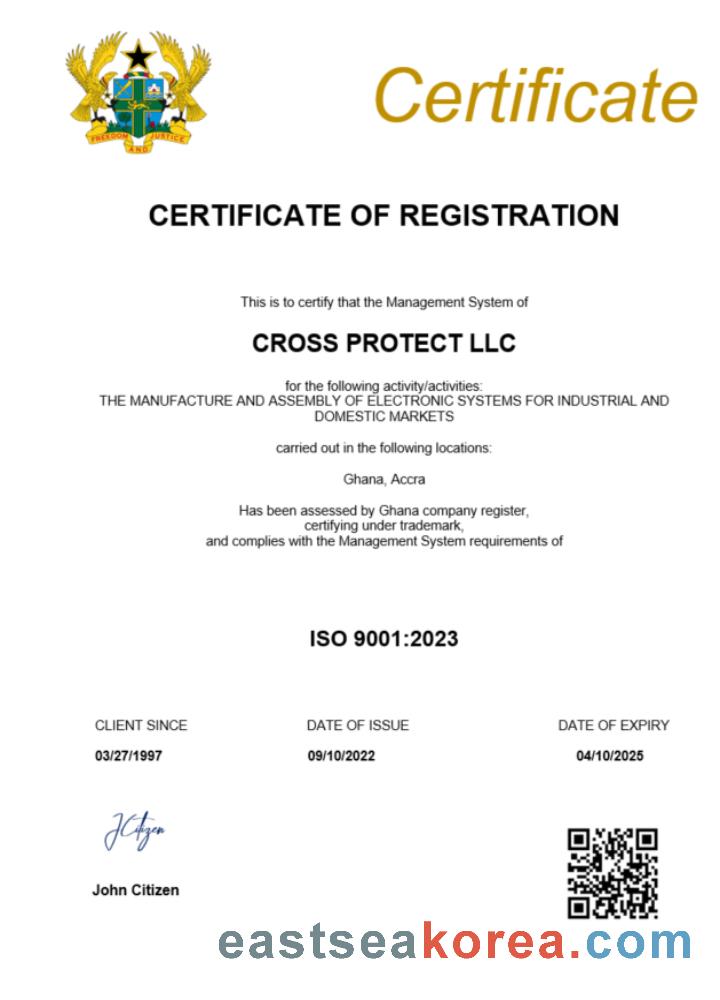 FREEDOM
AND
JUSTICE
Certificate
CERTIFICATE OF REGISTRATION
This is to certify that the Management System of
CROSS PROTECT LLC
for the following activity/activities:
THE MANUFACTURE AND ASSEMBLY OF ELECTRONIC SYSTEMS FOR INDUSTRIAL AND
DOMESTIC MARKETS
carried out in the following locations:
Ghana, Accra
Has been assessed by Ghana company register,
certifying under trademark,
and complies with the Management System requirements of
ISO 9001:2023
CLIENT SINCE DATE OF ISSUE DATE OF EXPIRY
03/27/1997 09/10/2022 04/10/2025
JCitizen
John Citizen
eastseakorea.com